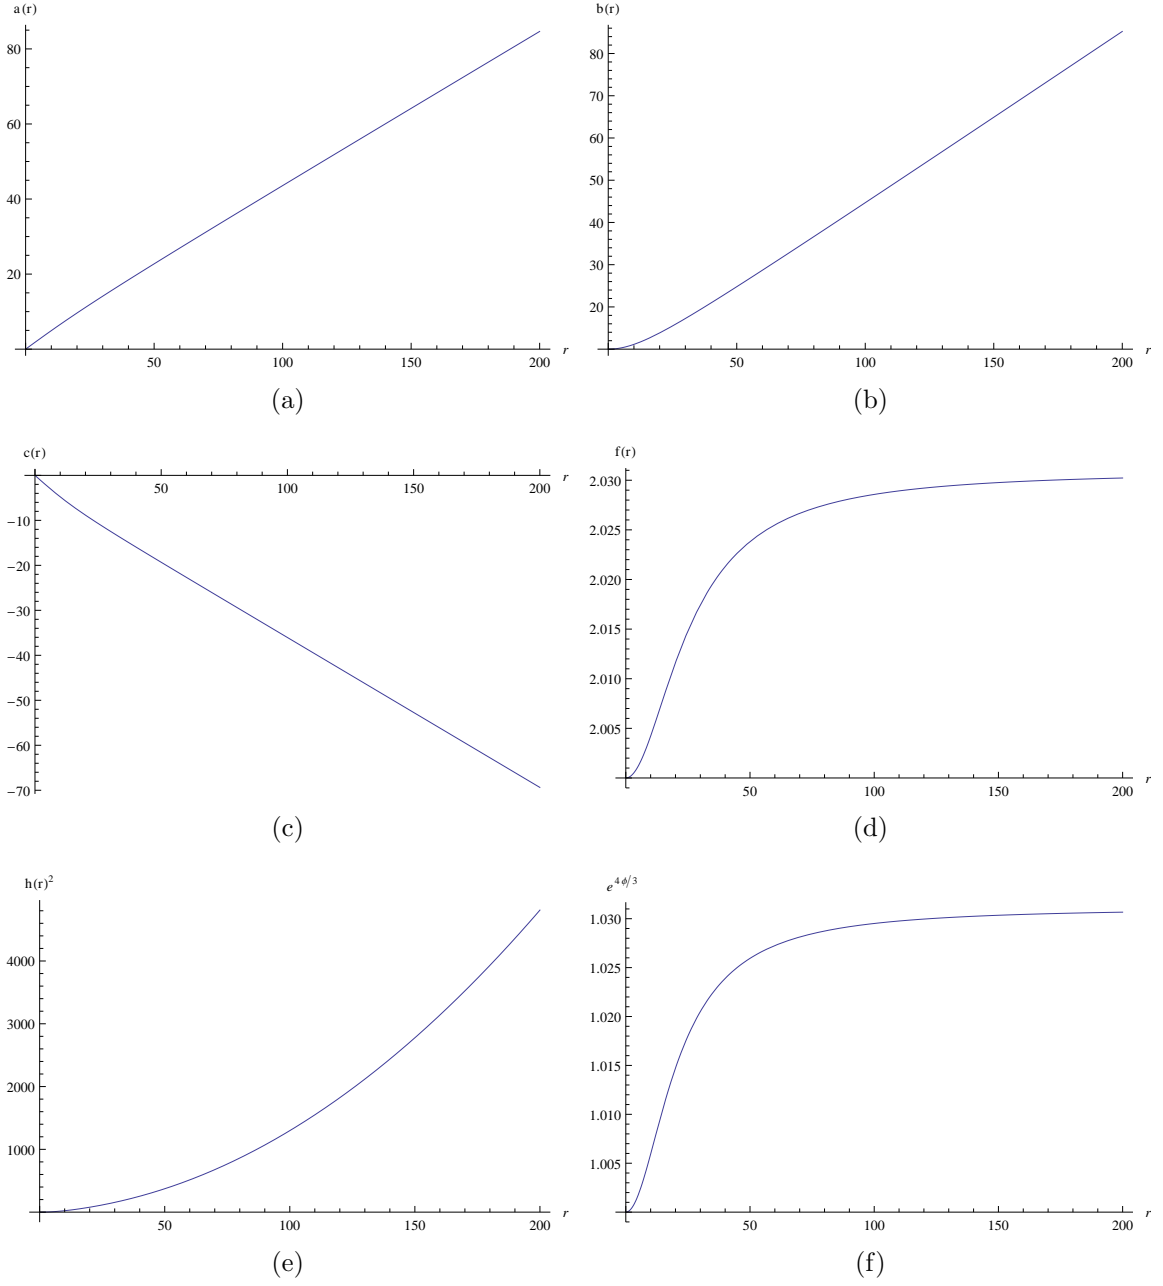 a(r)
80
60
40
20
50 100 150 200 r
(a)
b(r)
80
70
60
50
40
30
20
50 100 150 200 r
(b)
c(r)
50 100 150 200 r
−10
−20
−30
−40
−50
−60
−70
(c)
f(r)
2.030
2.025
2.020
2.015
2.010
2.005
50 100 150 200 r
(d)
h(r)²
4000
3000
2000
1000
50 100 150 200 r
(e)
e^{4 ϕ/3}
1.030
1.025
1.020
1.015
1.010
1.005
50 100 150 200 r
(f)